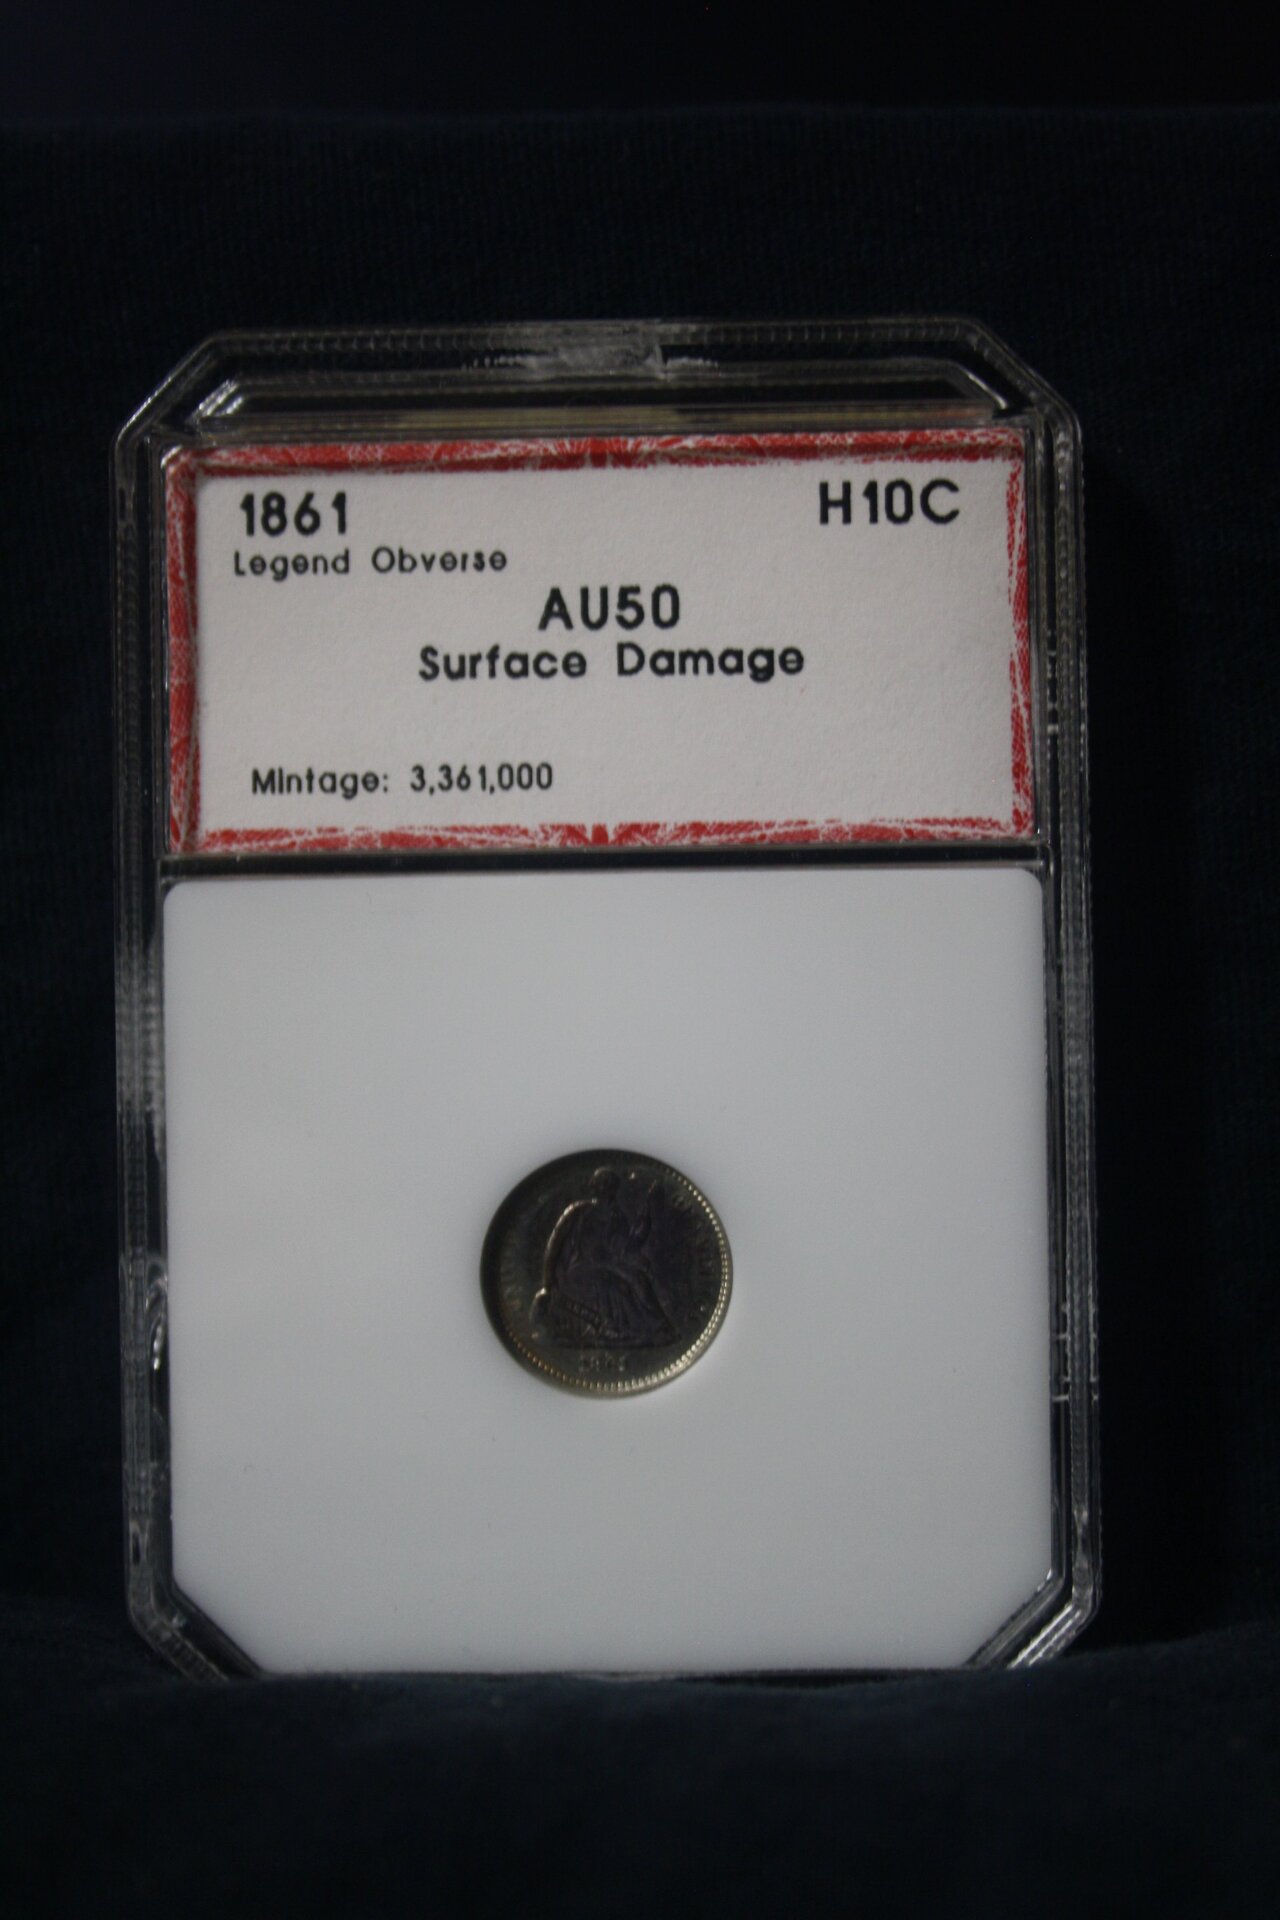 1861 H10C
Legend Obverse
AU50
Surface Damage
Mintage: 3,361,000